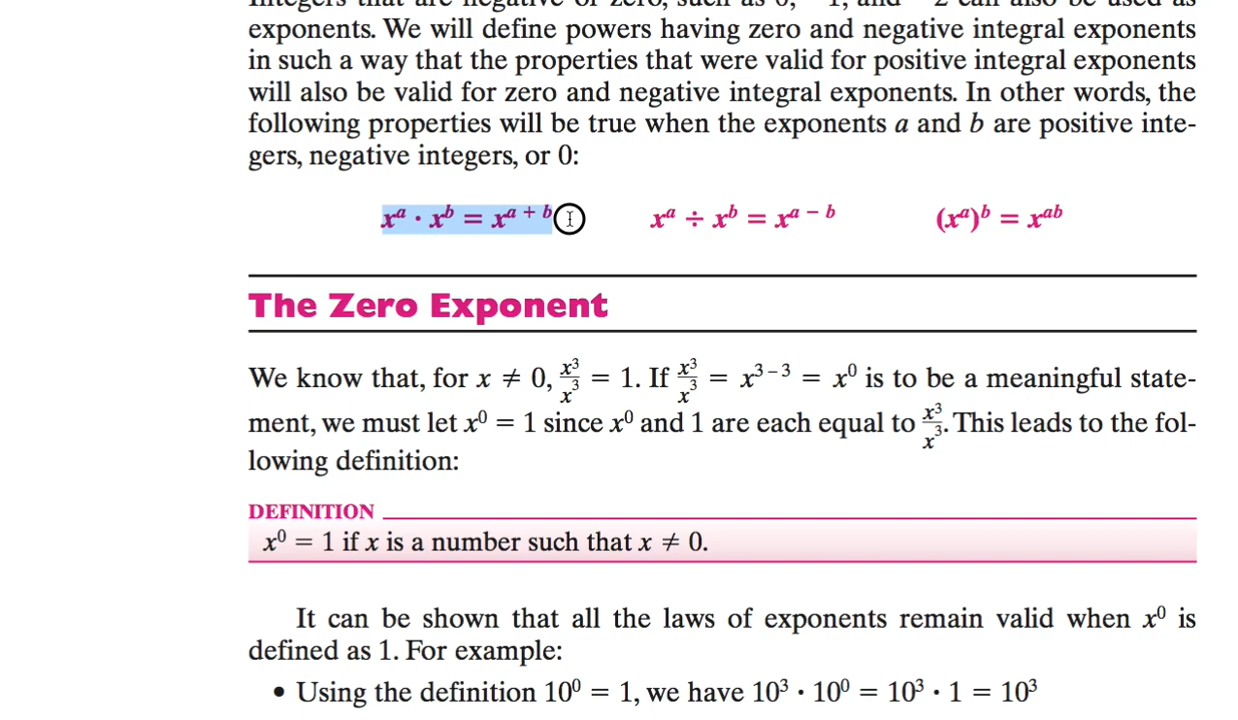 exponents. We will define powers having zero and negative integral exponents
in such a way that the properties that were valid for positive integral exponents
will also be valid for zero and negative integral exponents. In other words, the
following properties will be true when the exponents a and b are positive inte-
gers, negative integers, or 0:
xᵃ · xᵇ = xᵃ ⁺ ᵇ xᵃ ÷ xᵇ = xᵃ ⁻ ᵇ (xᵃ)ᵇ = xᵃᵇ
The Zero Exponent
We know that, for x ≠ 0, x³/x³ = 1. If x³/x³ = x³⁻³ = x⁰ is to be a meaningful state-
ment, we must let x⁰ = 1 since x⁰ and 1 are each equal to x³/x³. This leads to the fol-
lowing definition:
DEFINITION
x⁰ = 1 if x is a number such that x ≠ 0.
It can be shown that all the laws of exponents remain valid when x⁰ is
defined as 1. For example:
• Using the definition 10⁰ = 1, we have 10³ · 10⁰ = 10³ · 1 = 10³